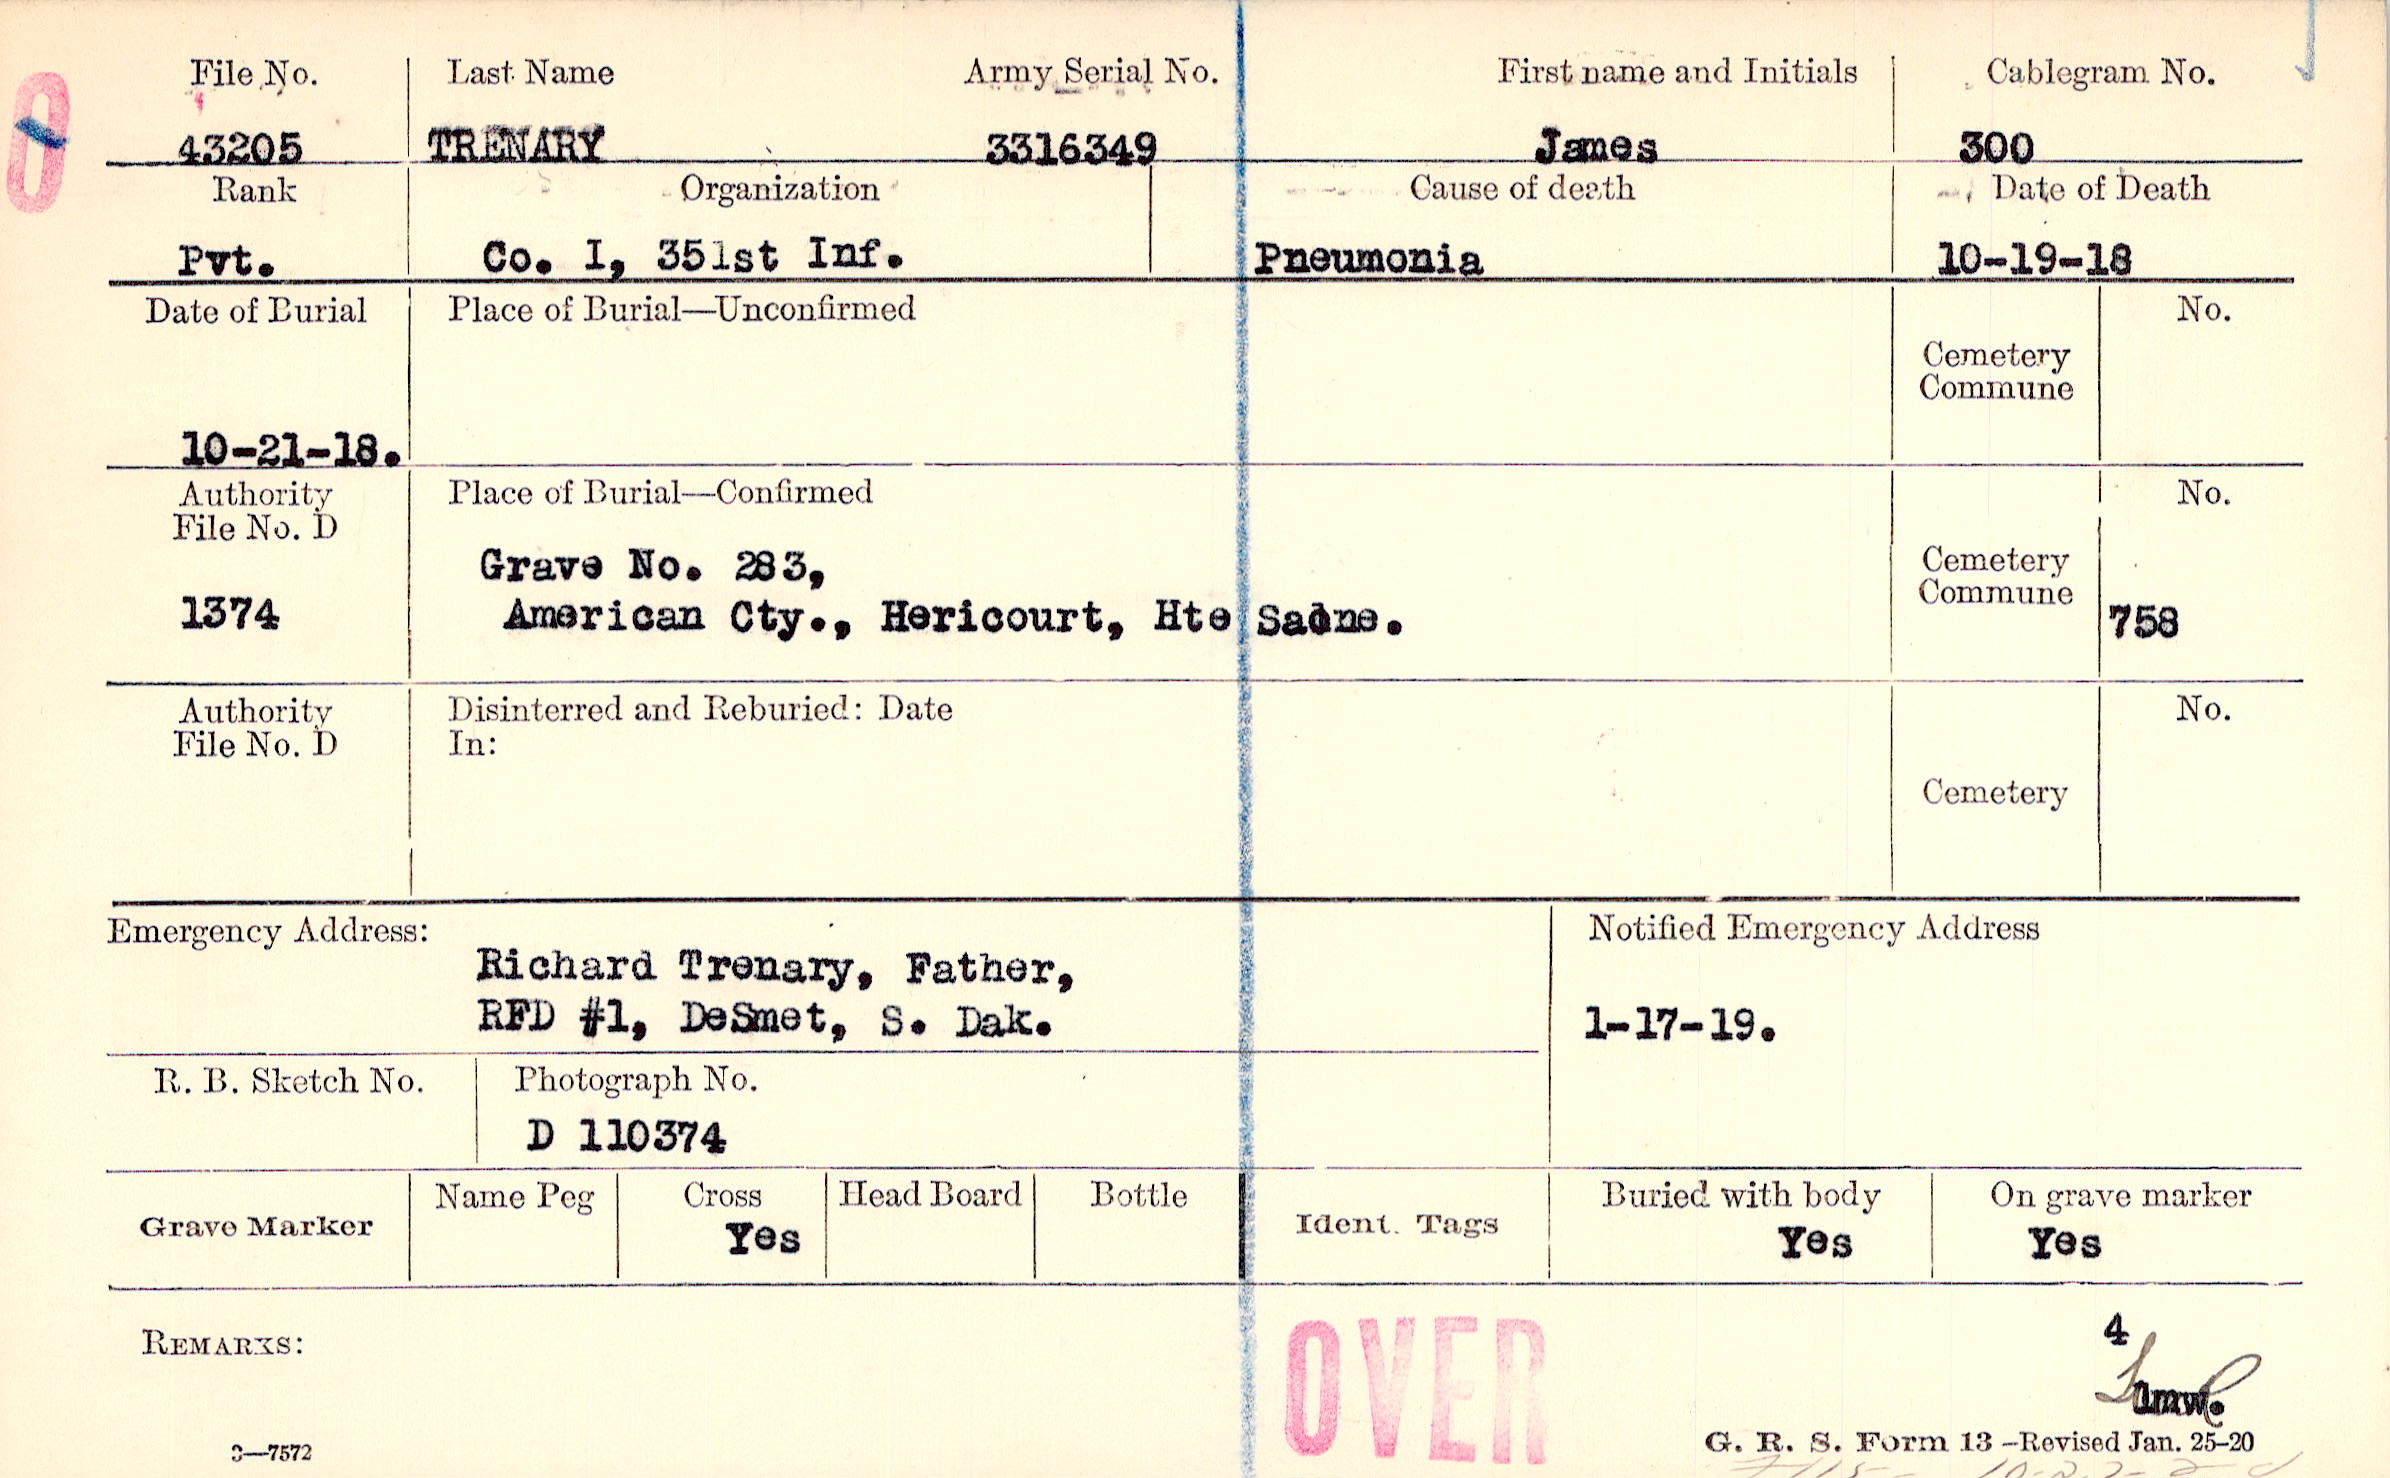 File No. Last Name Army Serial No. First name and Initials Cablegram No.
43205 TRENARY 3316349 James 300
Rank Organization Cause of death Date of Death
Pvt. Co. I, 351st Inf. Pneumonia 10-19-18
Date of Burial Place of Burial—Unconfirmed No.
Cemetery
Commune
10-21-18.
Authority Place of Burial—Confirmed No.
File No. D
Grave No. 283, Cemetery
Commune
1374 American Cty., Hericourt, Hte Saône. 758
Authority Disinterred and Reburied: Date No.
File No. D In:
Cemetery
Emergency Address: Notified Emergency Address
Richard Trenary, Father,
RFD #1, DeSmet, S. Dak. 1-17-19.
R. B. Sketch No. Photograph No.
D 110374
Name Peg Cross Head Board Bottle Buried with body On grave marker
Grave Marker Yes Ident. Tags Yes Yes
4
REMARKS: OVER
lmw.
3—7572 G. R. S. Form 13—Revised Jan. 25-20